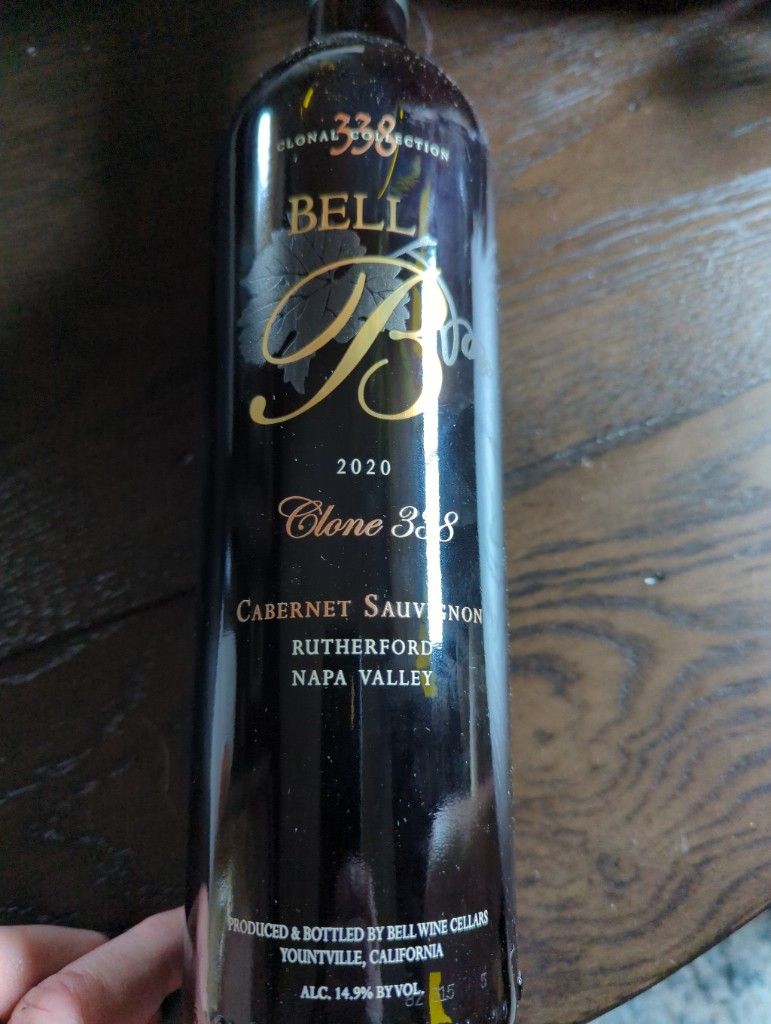 338
CLONAL COLLECTION
BELL
B
2020
Clone 338
CABERNET SAUVIGNON
RUTHERFORD
NAPA VALLEY
PRODUCED & BOTTLED BY BELL WINE CELLARS
YOUNTVILLE, CALIFORNIA
ALC. 14.9% BY VOL.